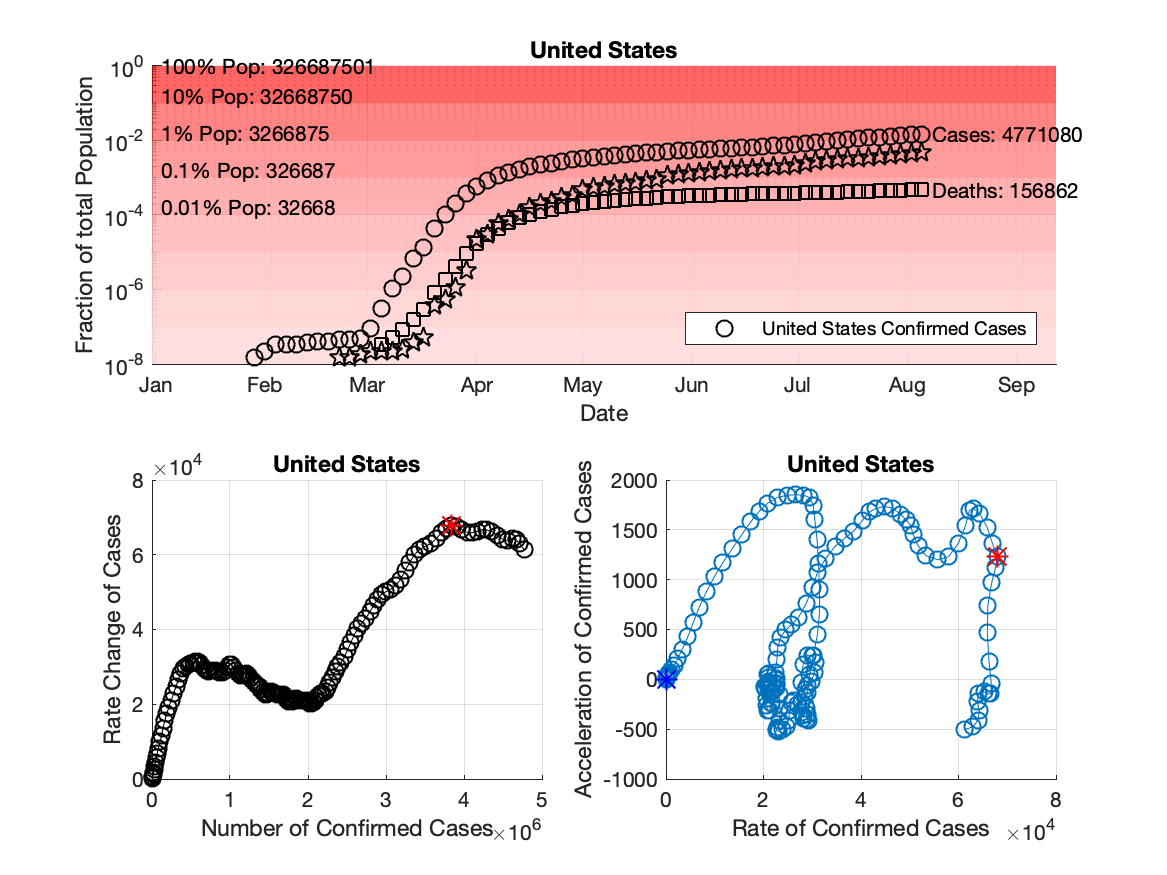 United States
Fraction of total Population
10^0
10^-2
10^-4
10^-6
10^-8
100% Pop: 326687501
10% Pop: 32668750
1% Pop: 3266875
0.1% Pop: 326687
0.01% Pop: 32668
Cases: 4771080
Deaths: 156862
United States Confirmed Cases
Jan Feb Mar Apr May Jun Jul Aug Sep
Date
United States
×10^4
Rate Change of Cases
8
6
4
2
0
0 1 2 3 4 5
Number of Confirmed Cases ×10^6
United States
Acceleration of Confirmed Cases
2000
1500
1000
500
0
-500
-1000
0 2 4 6 8
Rate of Confirmed Cases ×10^4